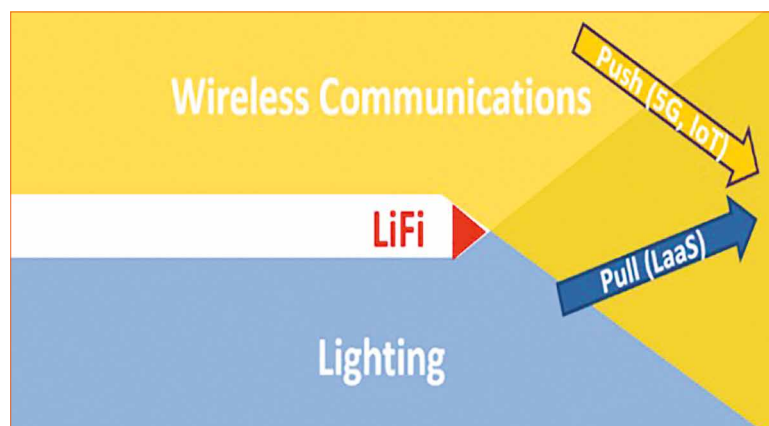 Wireless Communications
Push (5G, IoT)
LiFi
Pull (LaaS)
Lighting